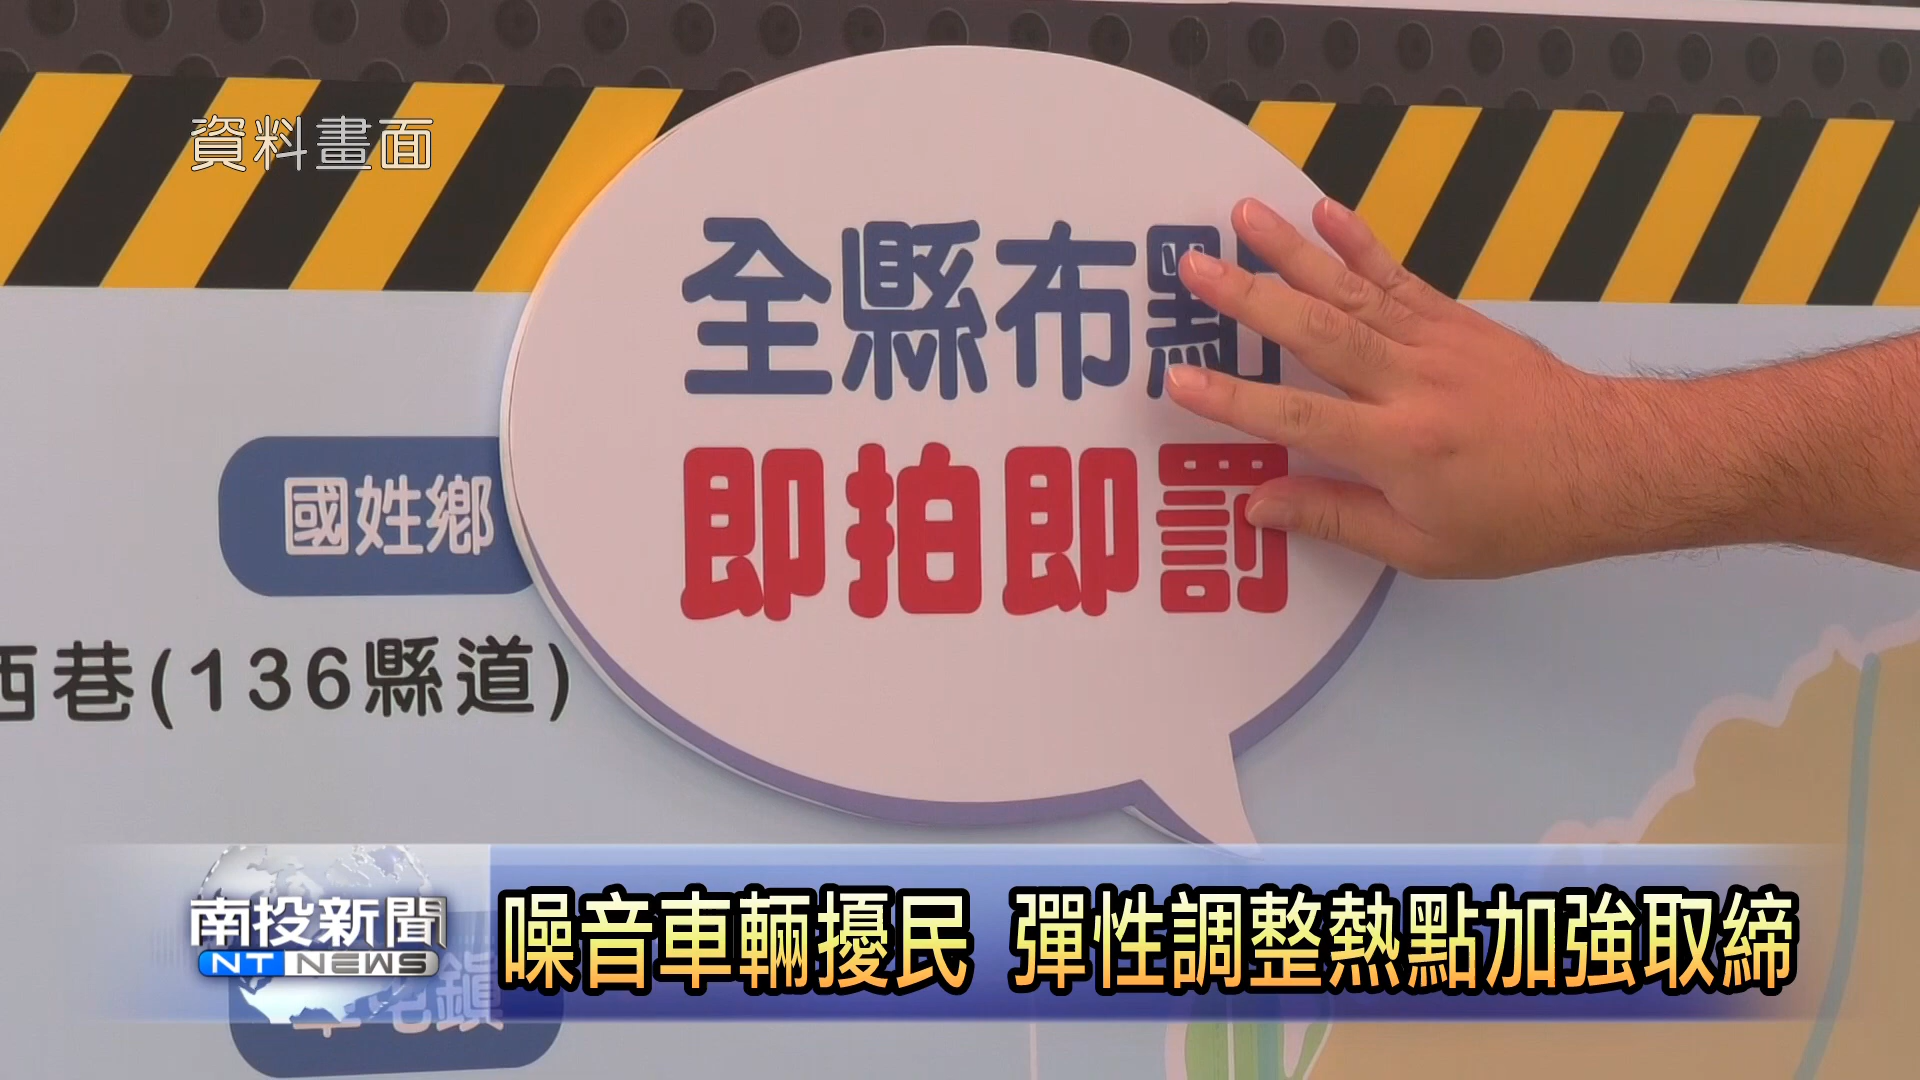 資料畫面
全縣布點
即拍即罰
國姓鄉
西巷(136縣道)
南投新聞
NT NEWS
噪音車輛擾民 彈性調整熱點加強取締
鎮